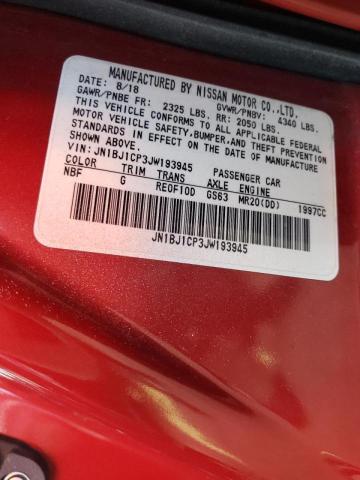 MANUFACTURED BY NISSAN MOTOR CO.,LTD.
DATE: 8/18 GVWR/PNBV: 4340 LBS.
GAWR/PNBE FR: 2325 LBS. RR: 2050 LBS.
THIS VEHICLE CONFORMS TO ALL APPLICABLE FEDERAL
MOTOR VEHICLE SAFETY,BUMPER,AND THEFT PREVENTION
STANDARDS IN EFFECT ON THE DATE OF MANUFACTURE
VIN: JN1BJ1CP3JW193945 PASSENGER CAR
COLOR TRIM TRANS AXLE ENGINE
NBF G RE0F10D GS63 MR20(DD) 1997CC
JN1BJ1CP3JW193945